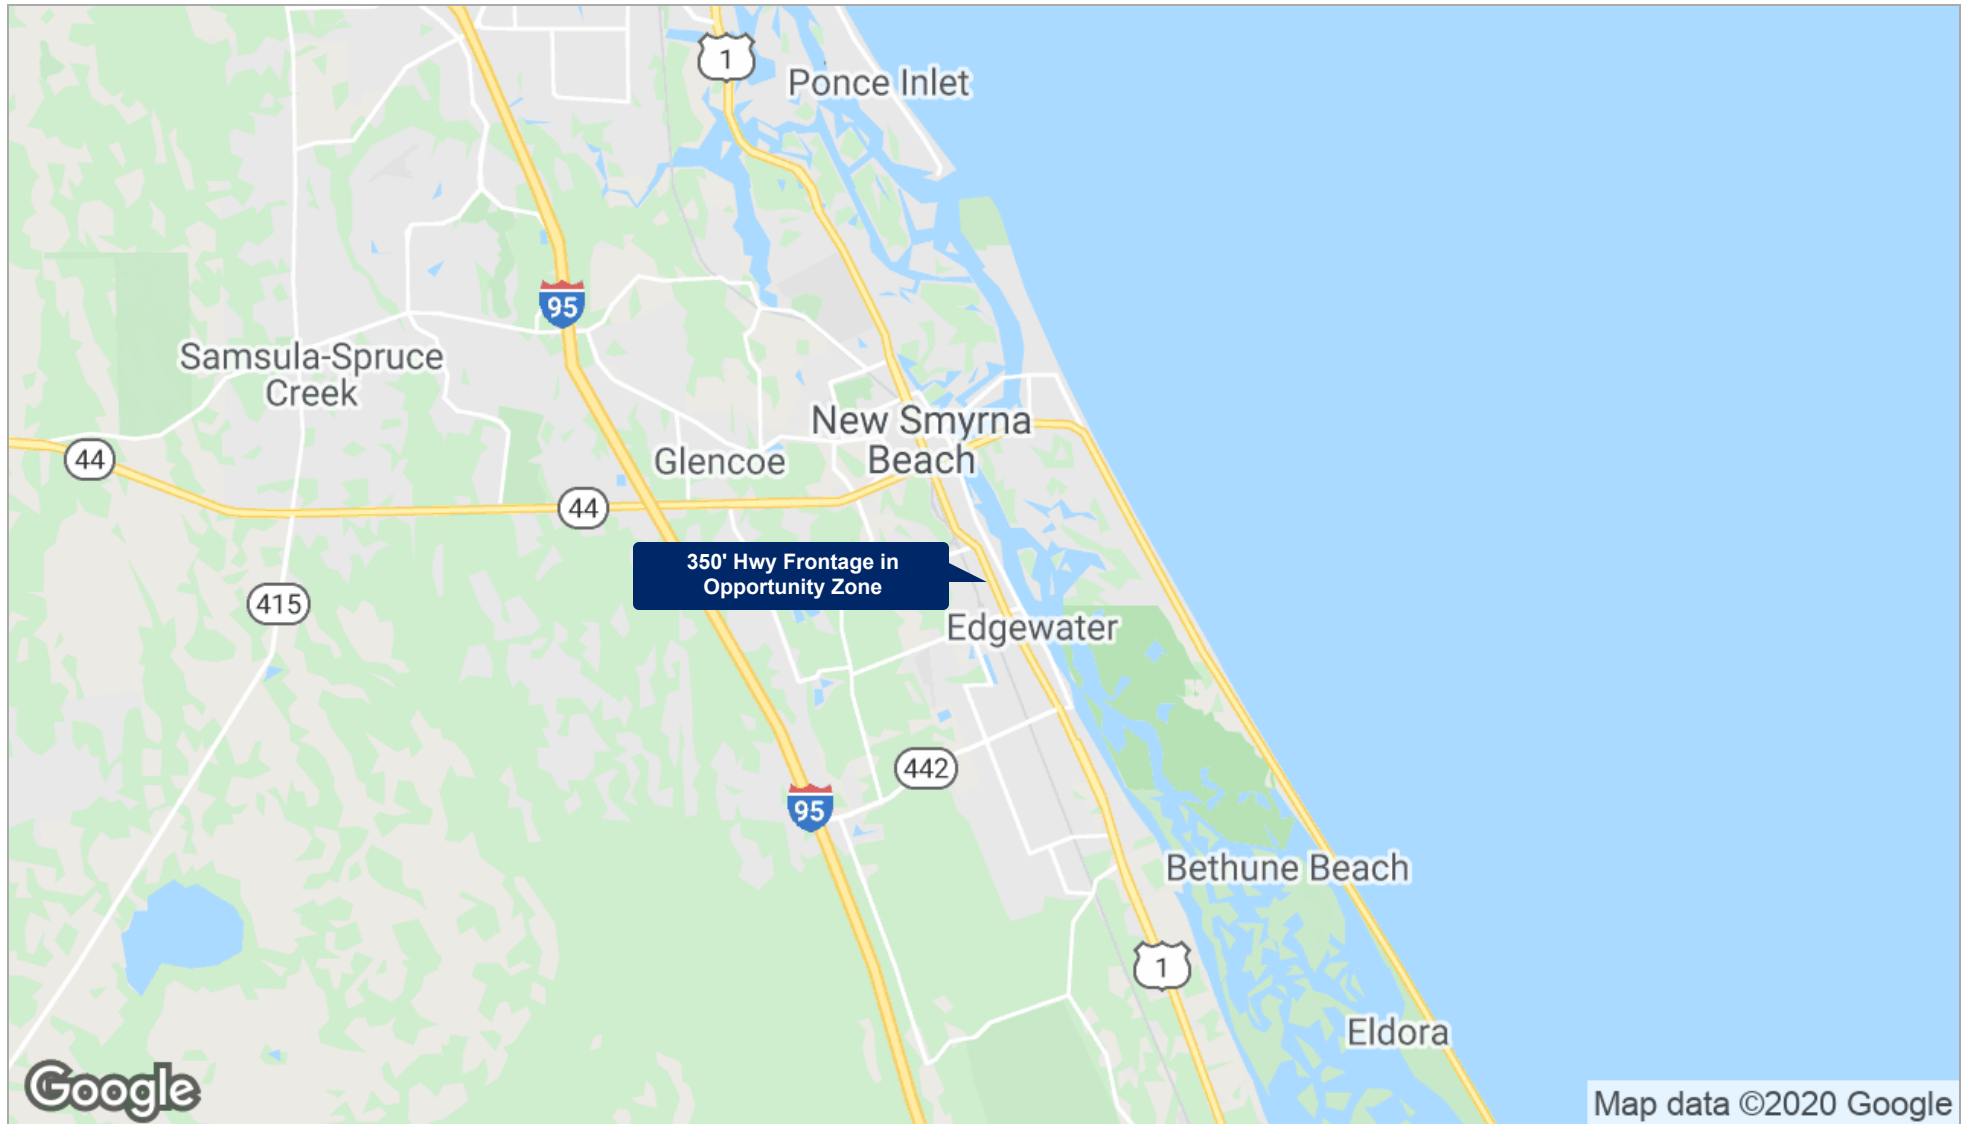 1
Ponce Inlet
95
Samsula-Spruce
Creek
New Smyrna
Beach
44
Glencoe
44
350' Hwy Frontage in
Opportunity Zone
415
Edgewater
442
95
Bethune Beach
1
Eldora
Google
Map data ©2020 Google